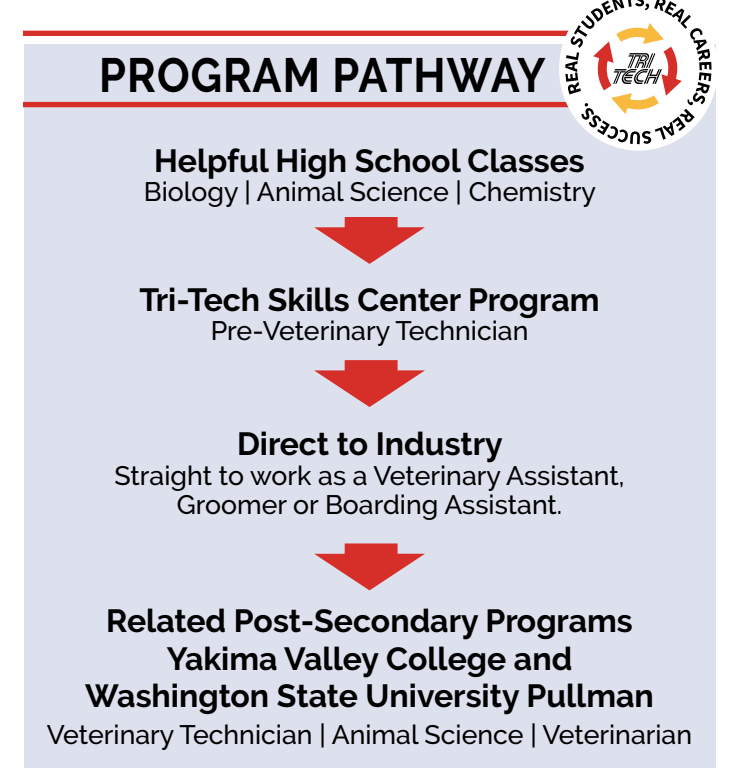 PROGRAM PATHWAY
REAL STUDENTS, REAL CAREERS, REAL SUCCESS.
TRI
TECH
Helpful High School Classes
Biology | Animal Science | Chemistry
Tri-Tech Skills Center Program
Pre-Veterinary Technician
Direct to Industry
Straight to work as a Veterinary Assistant,
Groomer or Boarding Assistant.
Related Post-Secondary Programs
Yakima Valley College and
Washington State University Pullman
Veterinary Technician | Animal Science | Veterinarian